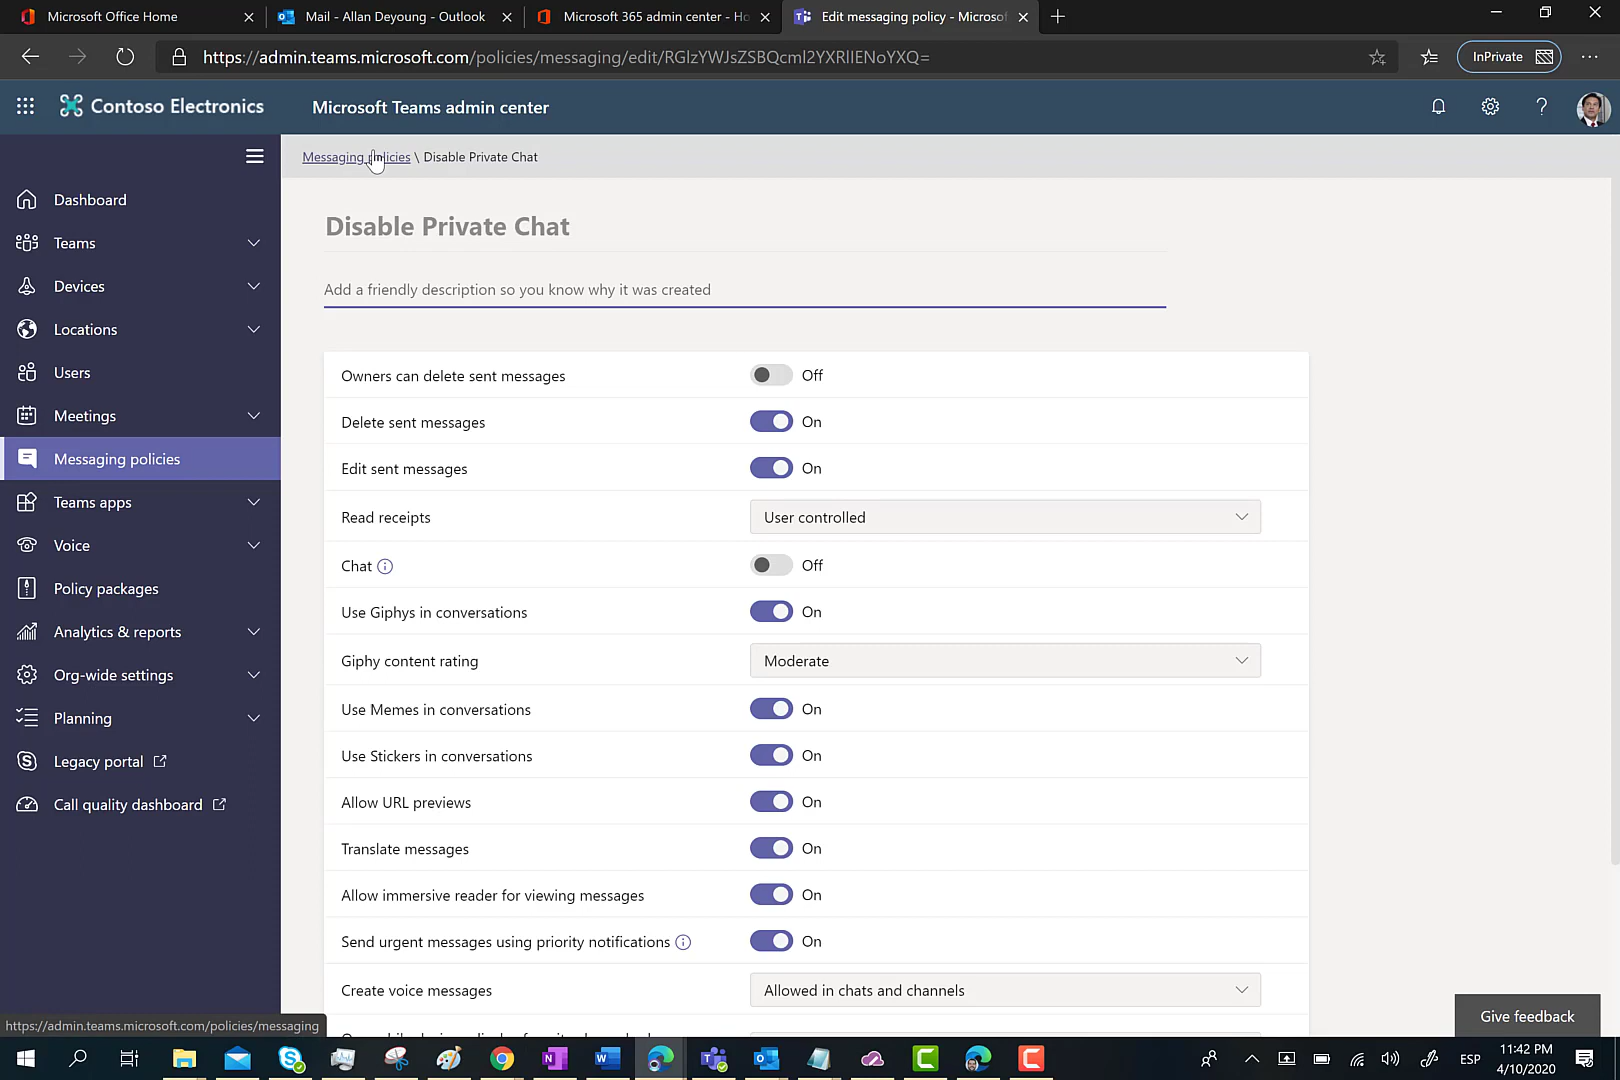 Microsoft Office Home
Mail - Allan Deyoung - Outlook
Microsoft 365 admin center - Ho
Edit messaging policy - Microsof
https://admin.teams.microsoft.com/policies/messaging/edit/RGlzYWJsZSBQcml2YXRlIENoYXQ=
InPrivate
Contoso Electronics
Microsoft Teams admin center
Messaging policies \ Disable Private Chat
Dashboard
Teams
Devices
Locations
Users
Meetings
Messaging policies
Teams apps
Voice
Policy packages
Analytics & reports
Org-wide settings
Planning
Legacy portal
Call quality dashboard
https://admin.teams.microsoft.com/policies/messaging
Disable Private Chat
Add a friendly description so you know why it was created
Owners can delete sent messages Off
Delete sent messages On
Edit sent messages On
Read receipts User controlled
Chat Off
Use Giphys in conversations On
Giphy content rating Moderate
Use Memes in conversations On
Use Stickers in conversations On
Allow URL previews On
Translate messages On
Allow immersive reader for viewing messages On
Send urgent messages using priority notifications On
Create voice messages Allowed in chats and channels
Give feedback
ESP
11:42 PM
4/10/2020